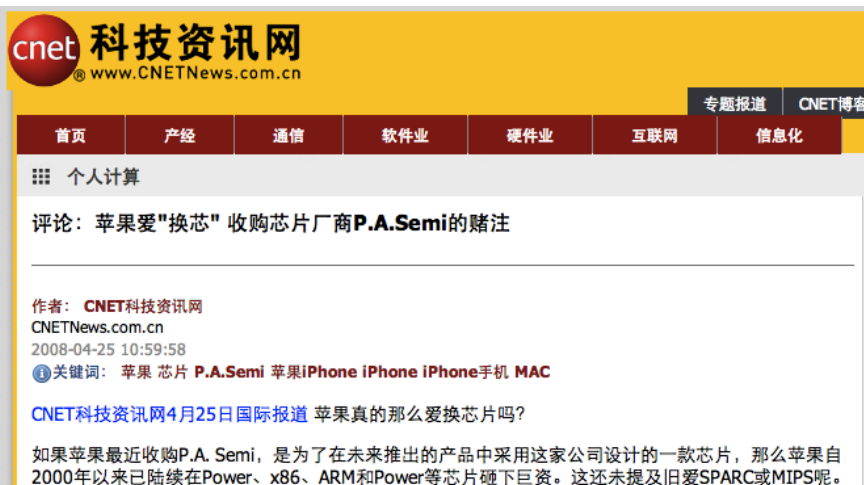 cnet 科技资讯网
® www.CNETNews.com.cn
专题报道 CNET博客
首页 产经 通信 软件业 硬件业 互联网 信息化
个人计算
评论：苹果爱"换芯" 收购芯片厂商P.A.Semi的赌注
作者： CNET科技资讯网
CNETNews.com.cn
2008-04-25 10:59:58
关键词： 苹果 芯片 P.A.Semi 苹果iPhone iPhone iPhone手机 MAC
CNET科技资讯网4月25日国际报道 苹果真的那么爱换芯片吗?
如果苹果最近收购P.A. Semi，是为了在未来推出的产品中采用这家公司设计的一款芯片，那么苹果自
2000年以来已陆续在Power、x86、ARM和Power等芯片砸下巨资。这还未提及旧爱SPARC或MIPS呢。